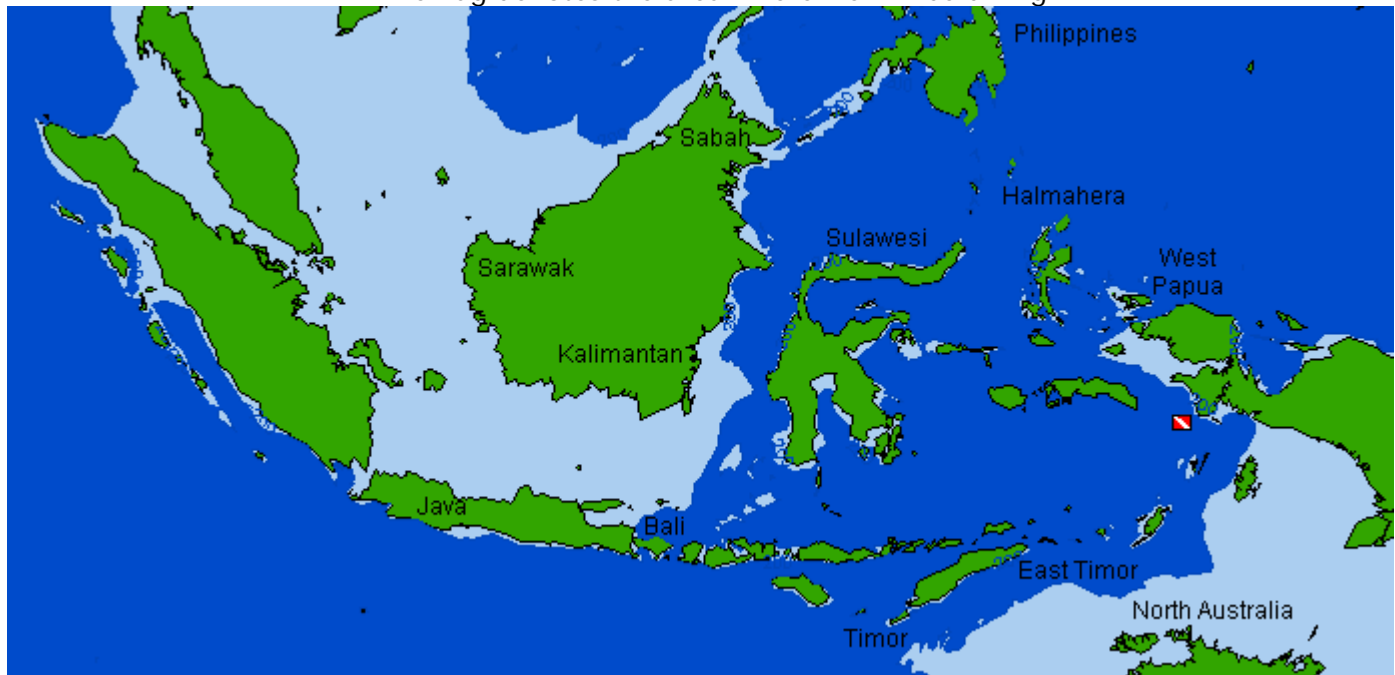 Philippines
Sabah
Halmahera
Sulawesi
West
Papua
Sarawak
Kalimantan
Java
Bali
East Timor
North Australia
Timor